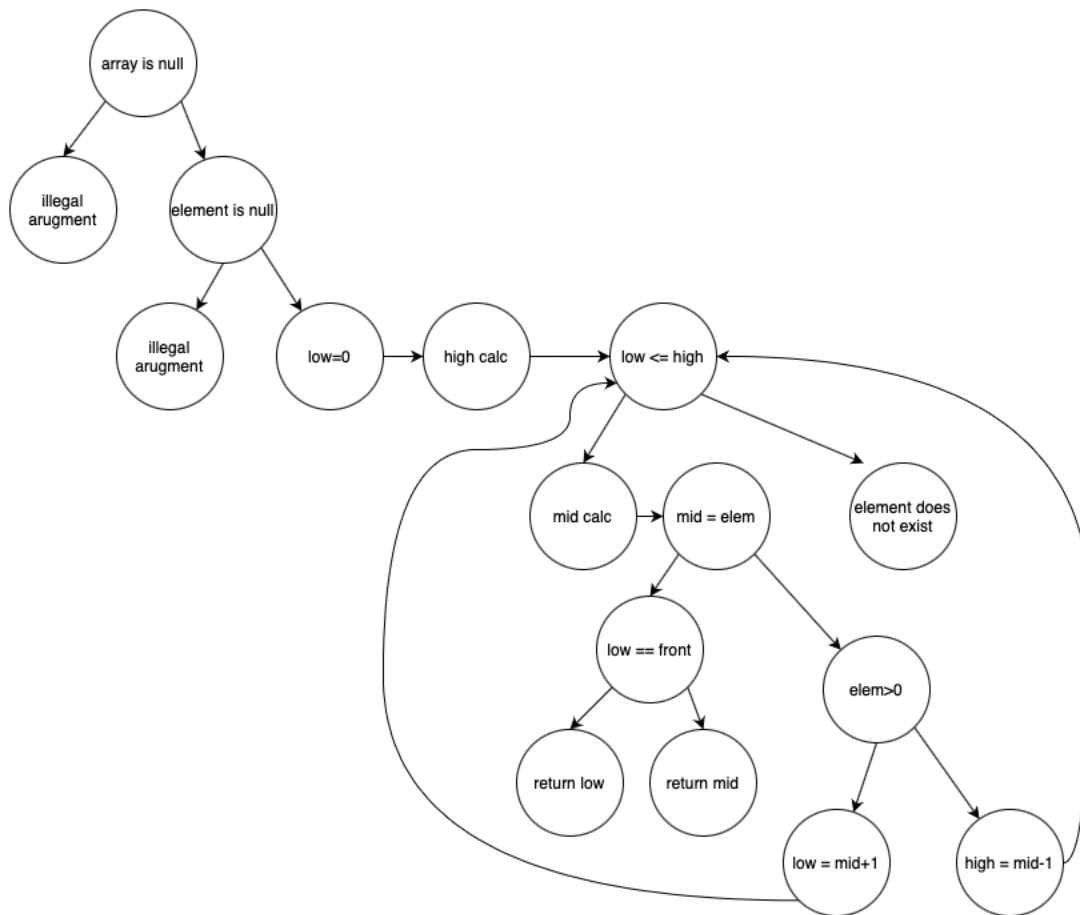 array is null
illegal
arugment
element is null
illegal
arugment
low=0
high calc
low <= high
mid calc
mid = elem
element does
not exist
low == front
elem>0
return low
return mid
low = mid+1
high = mid-1